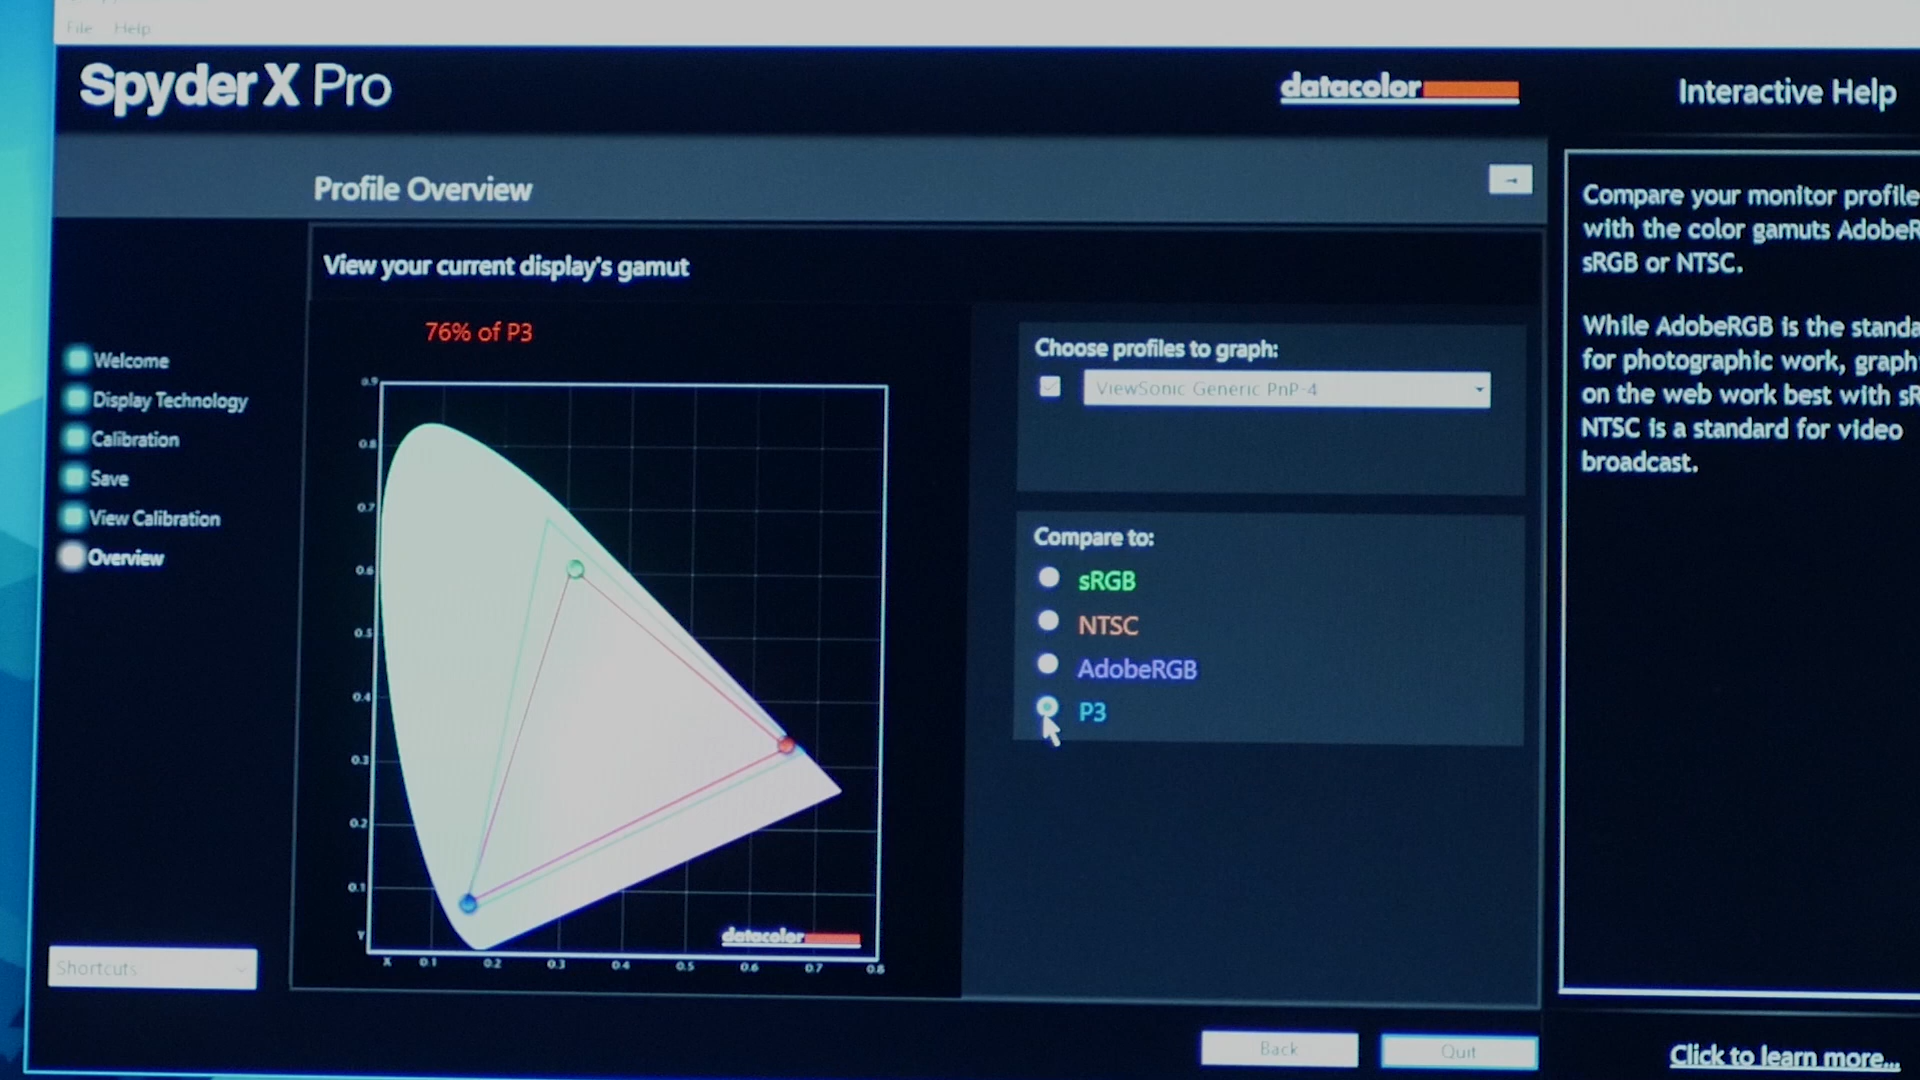 File Help
SpyderX Pro
datacolor
Interactive Help
Profile Overview
View your current display's gamut
76% of P3
Welcome
Display Technology
Calibration
Save
View Calibration
Overview
Shortcuts
0.9
0.8
0.7
0.6
0.5
0.4
0.3
0.2
0.1
Y
X 0.1 0.2 0.3 0.4 0.5 0.6 0.7 0.8
datacolor
Choose profiles to graph:
ViewSonic Generic PnP-4
Compare to:
sRGB
NTSC
AdobeRGB
P3
Compare your monitor profile
with the color gamuts AdobeR
sRGB or NTSC.
While AdobeRGB is the standa
for photographic work, graph
on the web work best with sR
NTSC is a standard for video
broadcast.
Back
Quit
Click to learn more...